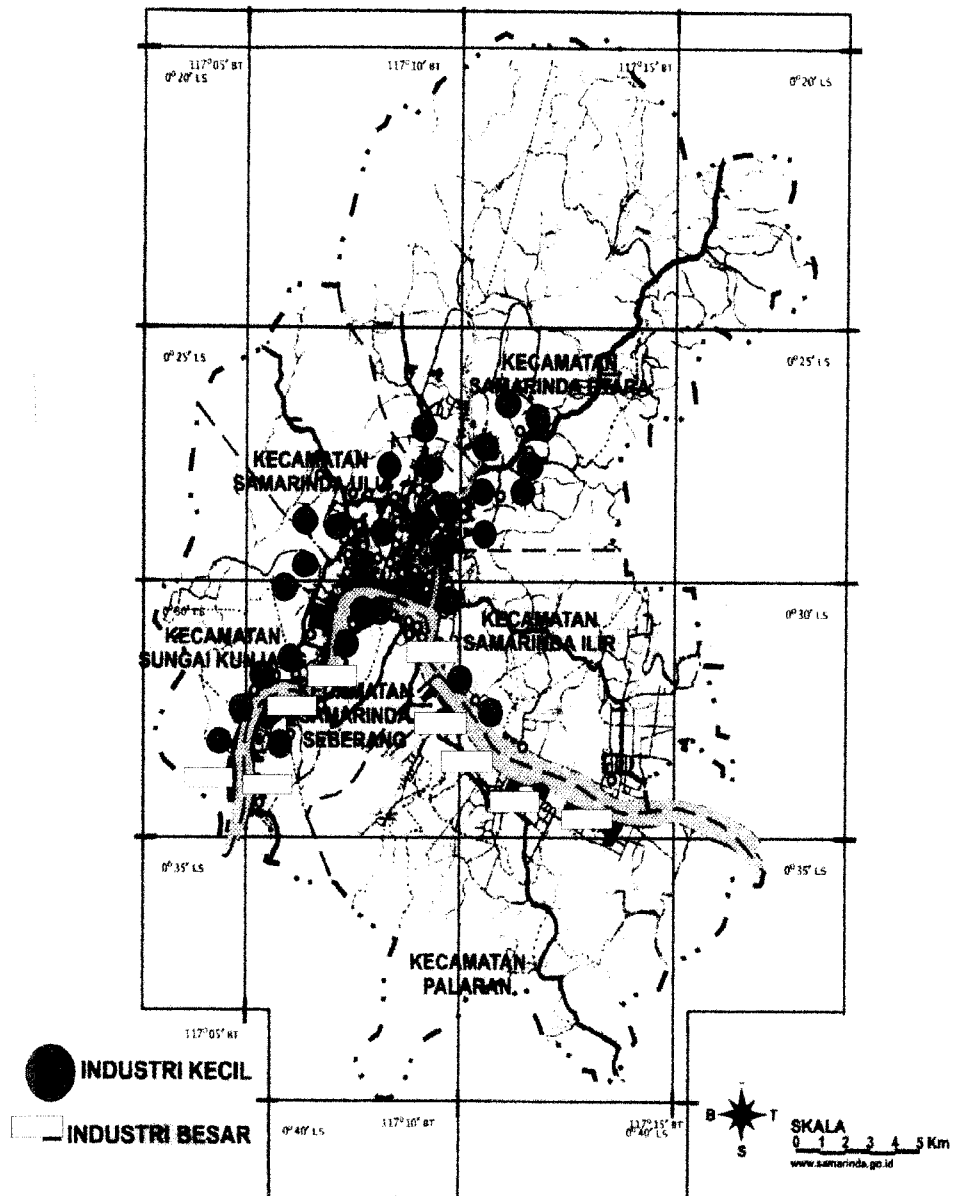 117° 05' BT
117° 10' BT
117° 15' BT
0° 20' LS
0° 20' LS
0° 25' LS
0° 25' LS
KECAMATAN
SAMARINDA UTARA
KECAMATAN
SAMARINDA ULU
0° 30' LS
0° 30' LS
KECAMATAN
SUNGAI KUNJANG
KECAMATAN
SAMARINDA ILIR
KECAMATAN
SAMARINDA
SEBERANG
0° 35' LS
0° 35' LS
KECAMATAN
PALARAN
117° 05' BT
INDUSTRI KECIL
INDUSTRI BESAR
0° 40' LS
117° 10' BT
117° 15' BT
0° 40' LS
B T
S
SKALA
0 1 2 3 4 5 Km
www.samarinda.go.id